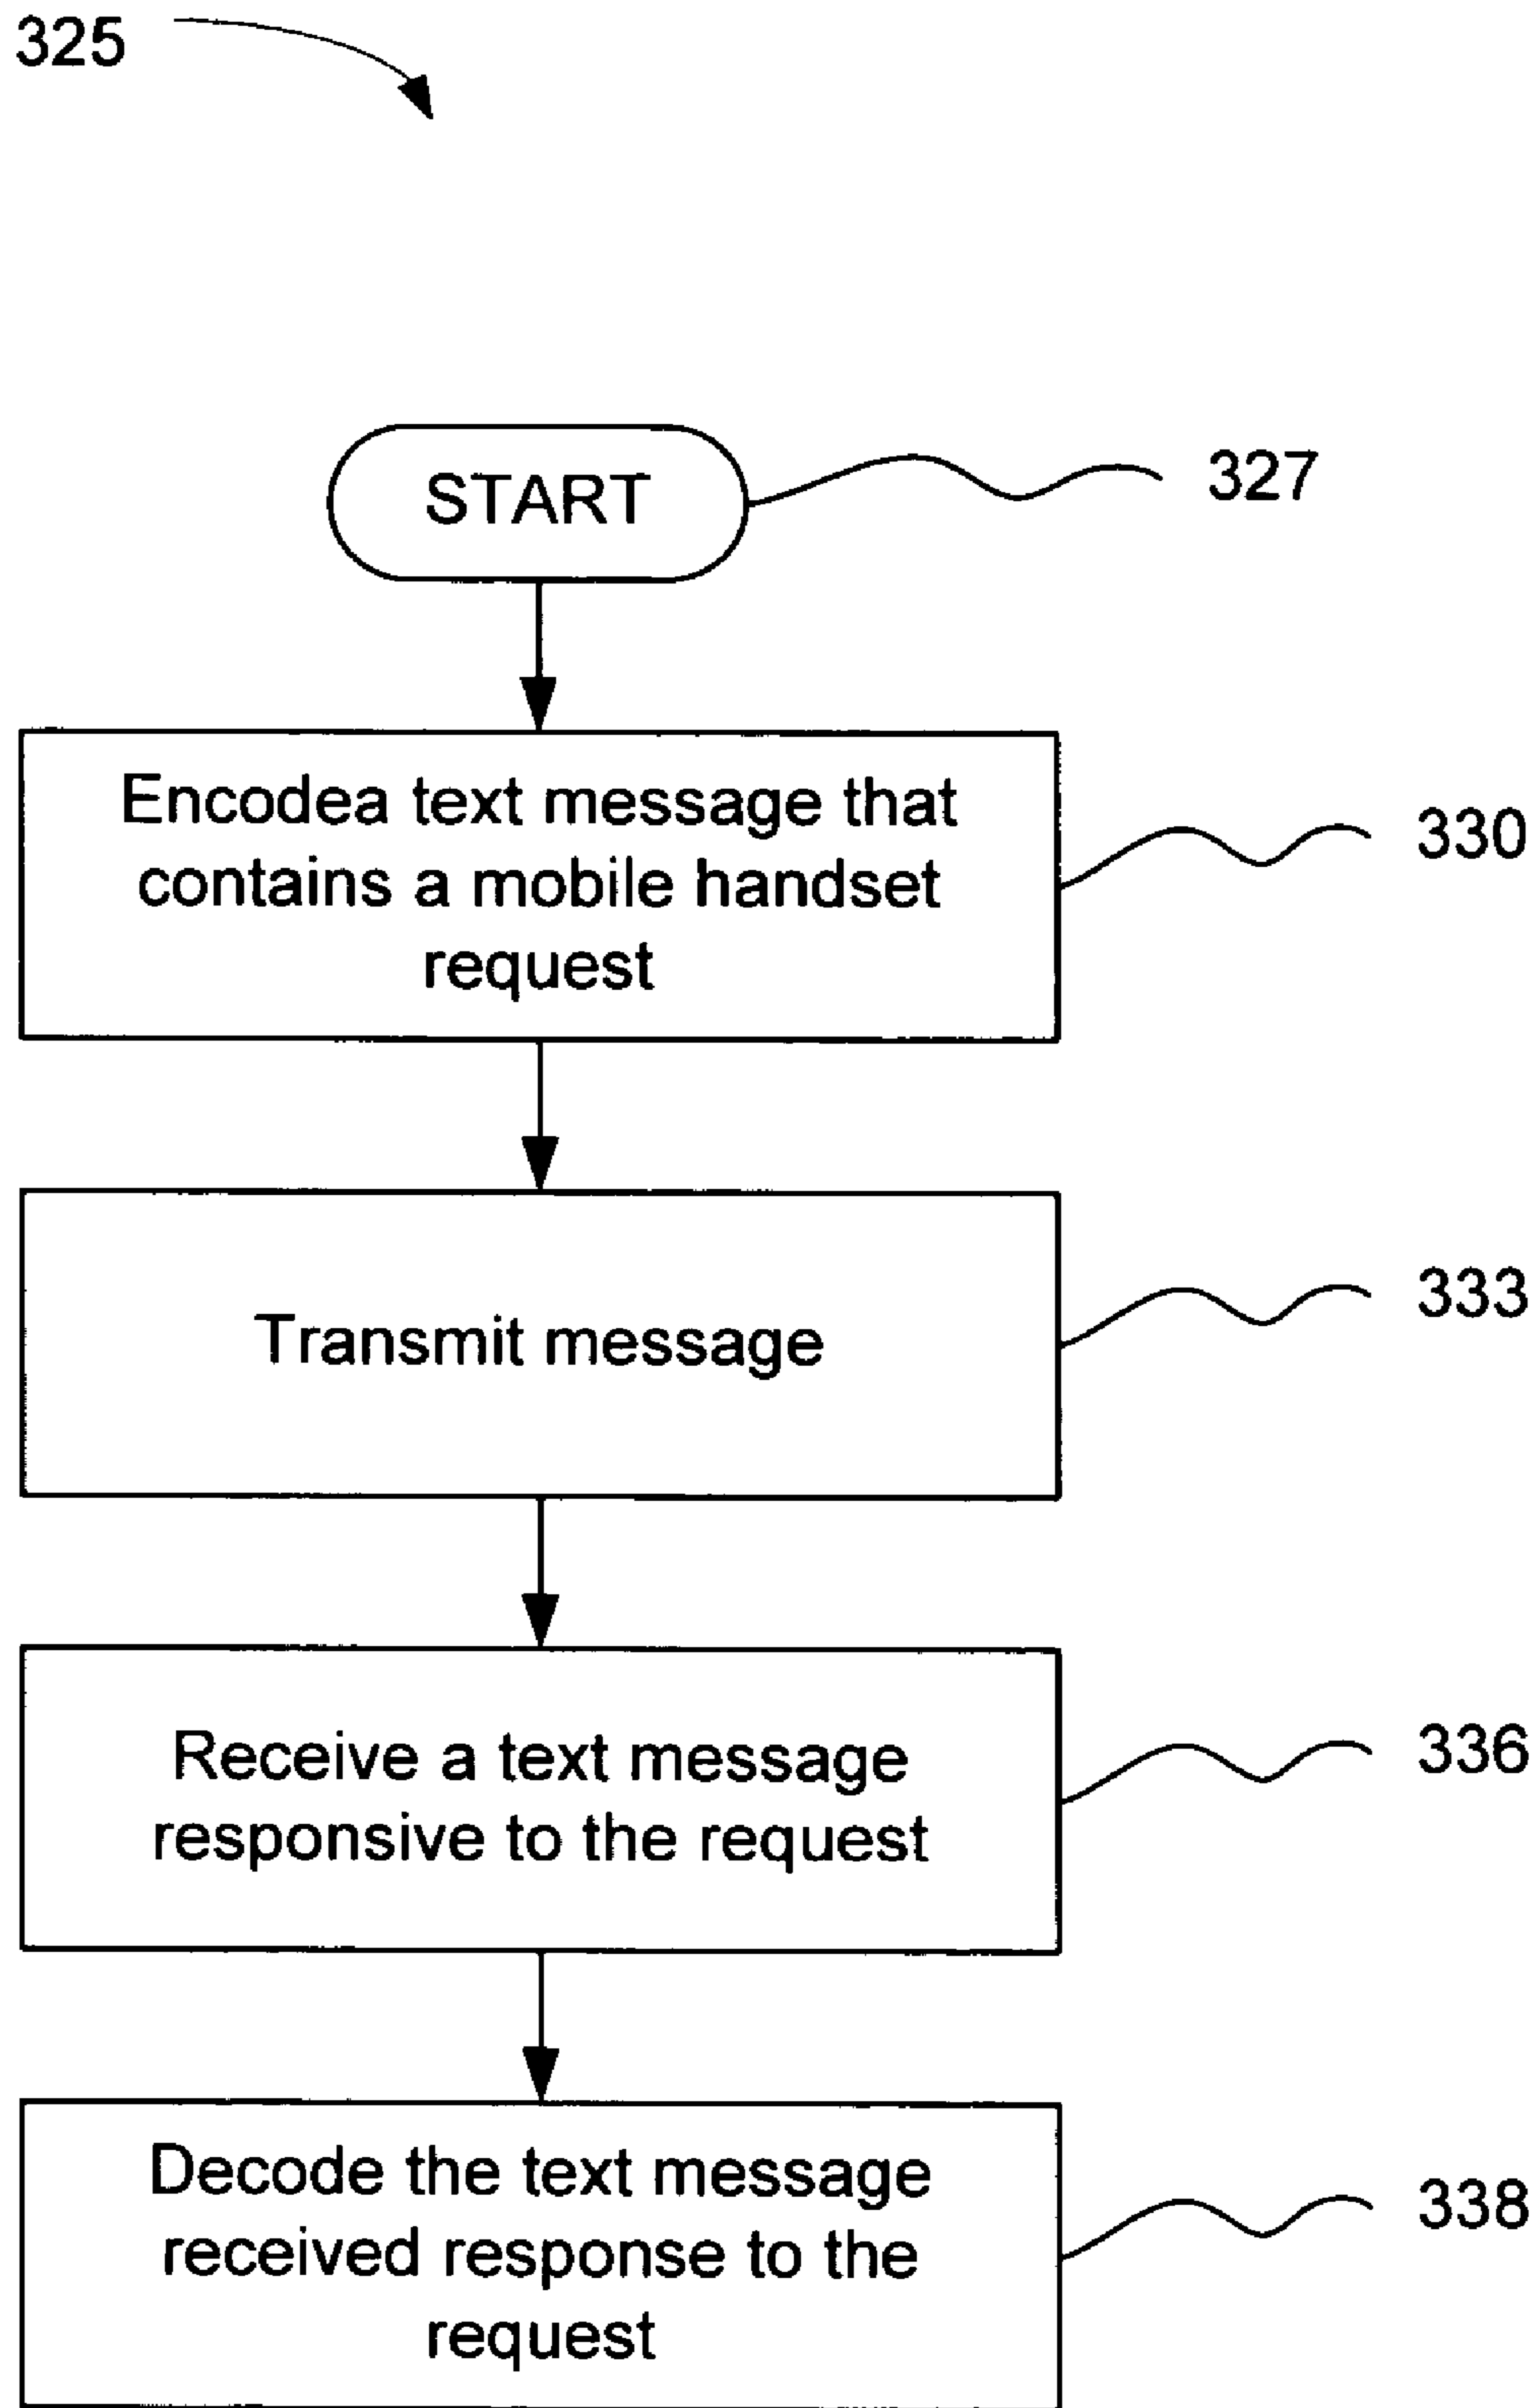 325
START
327
Encodea text message that
contains a mobile handset
request
330
Transmit message
333
Receive a text message
responsive to the request
336
Decode the text message
received response to the
request
338